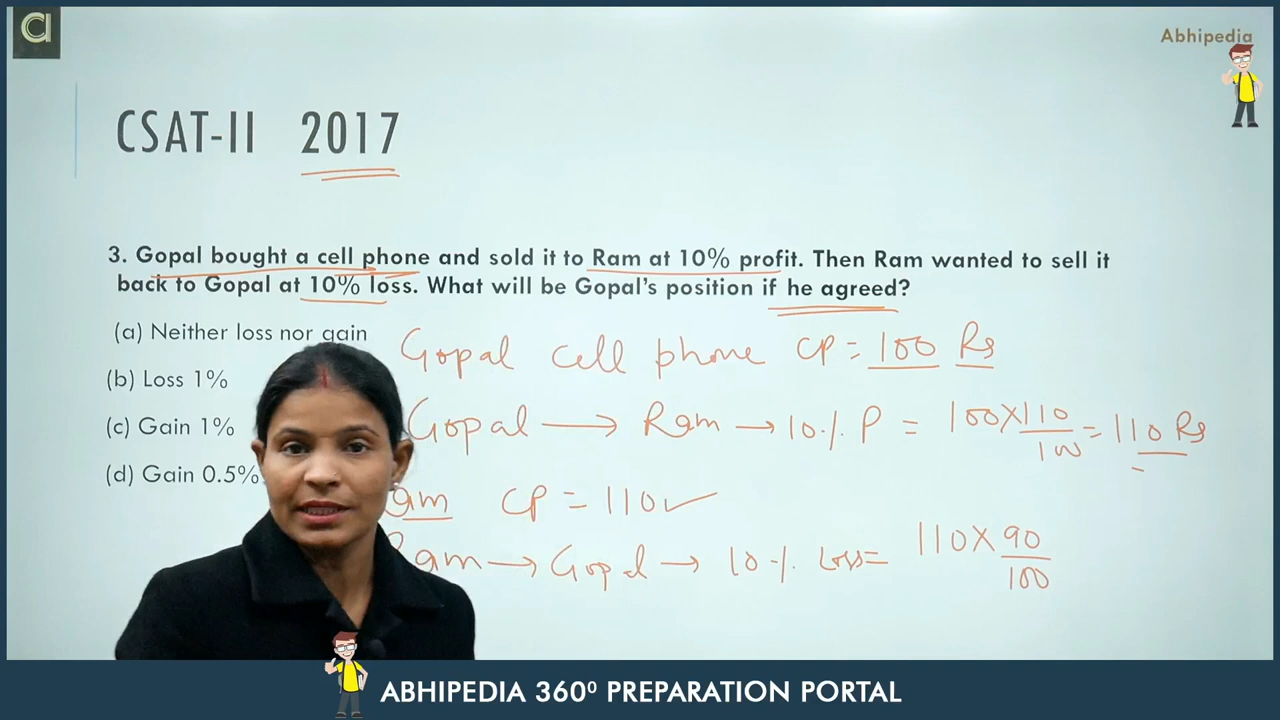 Abhipedia
CSAT-II 2017
3. Gopal bought a cell phone and sold it to Ram at 10% profit. Then Ram wanted to sell it
back to Gopal at 10% loss. What will be Gopal's position if he agreed?
(a) Neither loss nor gain
(b) Loss 1%
(c) Gain 1%
(d) Gain 0.5%
Gopal cell phone CP = 100 Rs
Gopal → Ram → 10% P = 100 X 110/100 = 110 Rs
am CP = 110 ✓
Ram → Gopal → 10% Loss = 110 X 90/100
ABHIPEDIA 360⁰ PREPARATION PORTAL